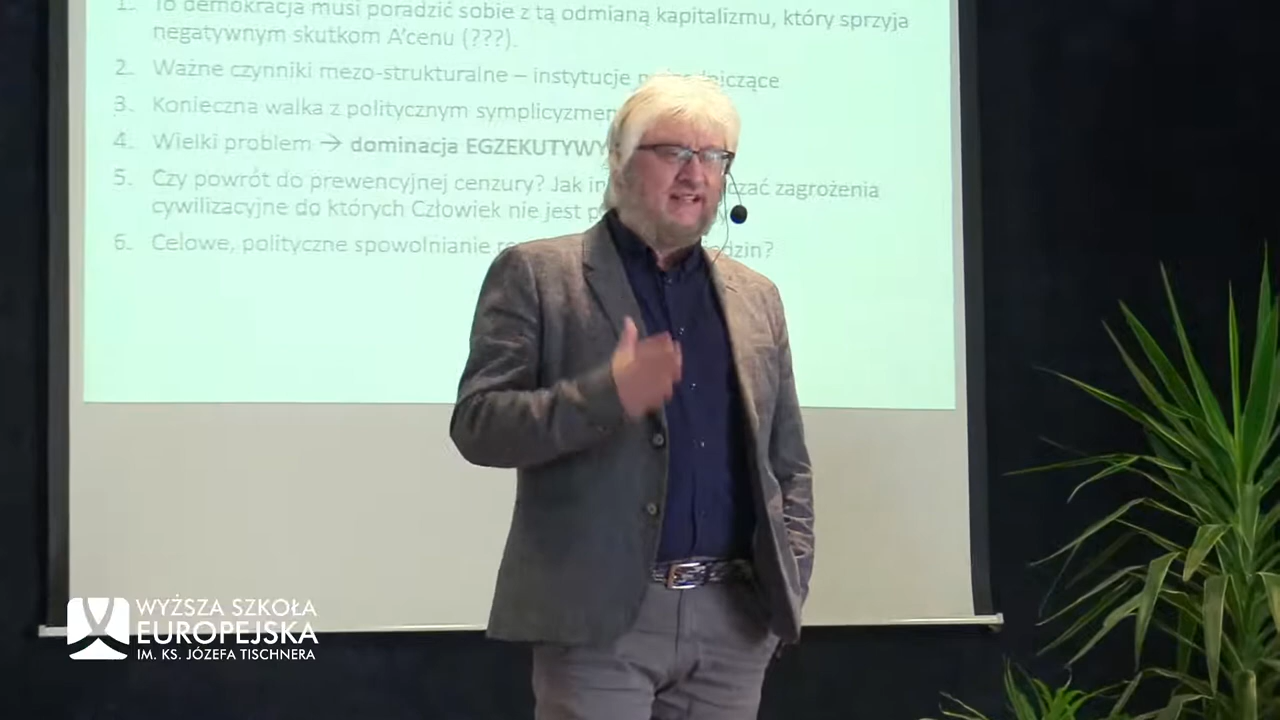 1. To demokracja musi poradzić sobie z tą odmianą kapitalizmu, który sprzyja
negatywnym skutkom A'cenu (???).
2. Ważne czynniki mezo-strukturalne – instytucje
3. Konieczna walka z politycznym
4. Wielki problem → dominacja EGZEKUTYWY
5. Czy powrót do prewencyjnej cenzury? Jak zagrożenia
cywilizacyjne do których Człowiek nie jest
6. Celowe, polityczne spowolnianie
WYŻSZA SZKOŁA
EUROPEJSKA
IM. KS. JÓZEFA TISCHNERA